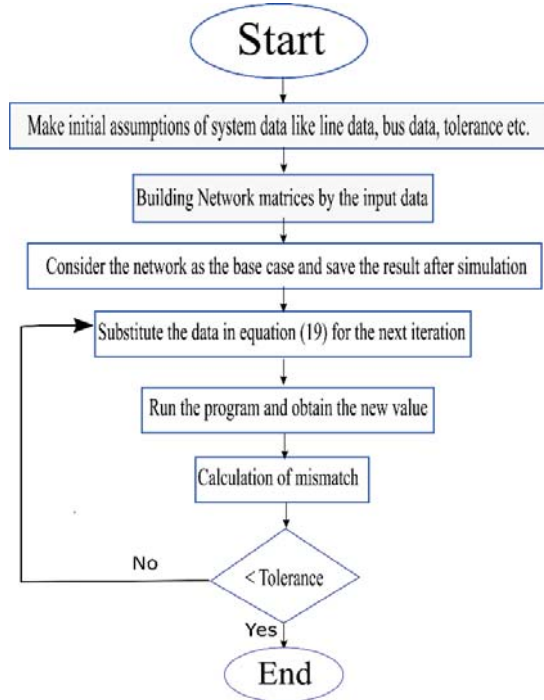 Start
Make initial assumptions of system data like line data, bus data, tolerance etc.
Building Network matrices by the input data
Consider the network as the base case and save the result after simulation
Substitute the data in equation (19) for the next iteration
Run the program and obtain the new value
Calculation of mismatch
< Tolerance
No
Yes
End